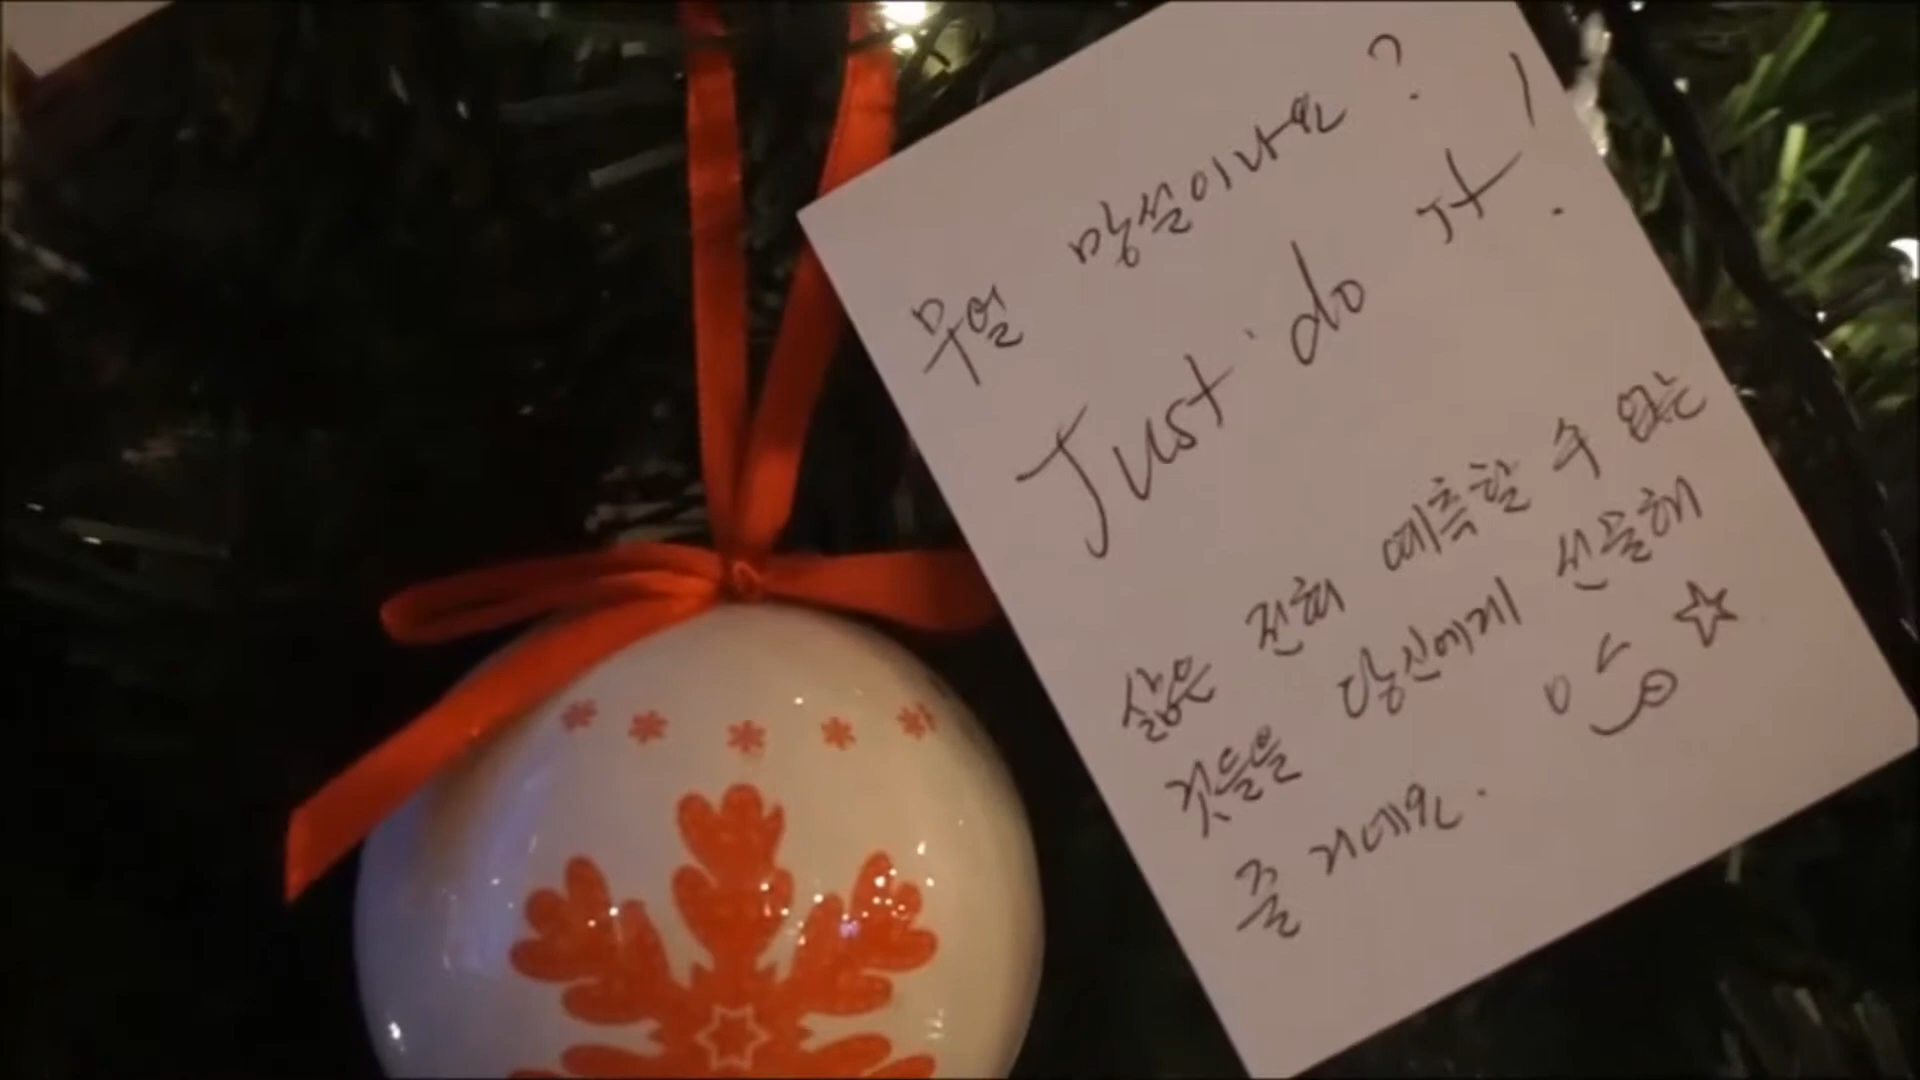 무얼 망설이나요?
Just do it!
삶은 전혀 예측할 수 없는
것들을 당신에게 선물해
줄 거예요.